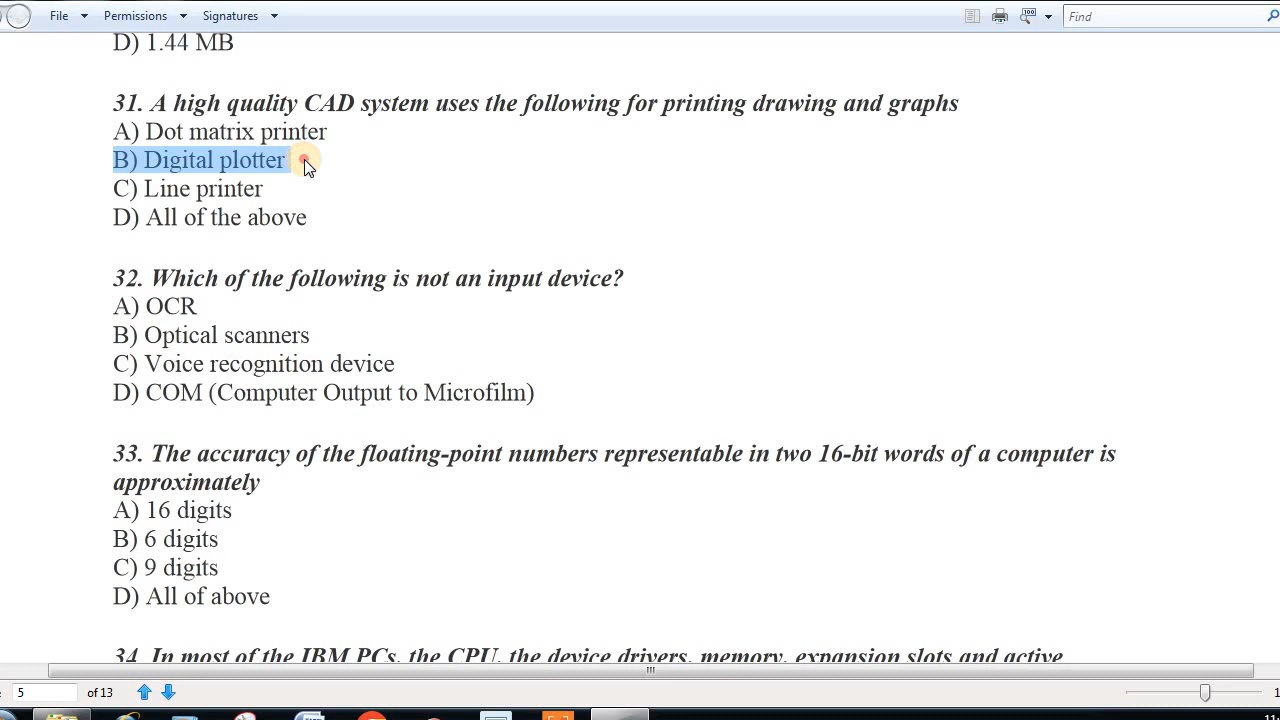 File Permissions Signatures Find
D) 1.44 MB
31. A high quality CAD system uses the following for printing drawing and graphs
A) Dot matrix printer
B) Digital plotter
C) Line printer
D) All of the above
32. Which of the following is not an input device?
A) OCR
B) Optical scanners
C) Voice recognition device
D) COM (Computer Output to Microfilm)
33. The accuracy of the floating-point numbers representable in two 16-bit words of a computer is
approximately
A) 16 digits
B) 6 digits
C) 9 digits
D) All of above
34. In most of the IBM PCs, the CPU, the device drivers, memory, expansion slots and active
5 of 13